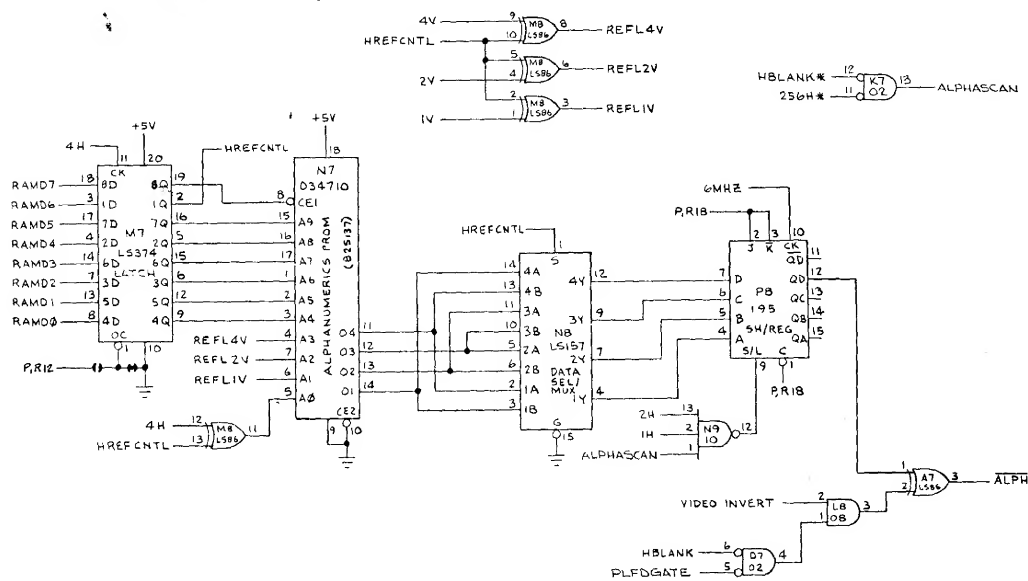 4V 9 M8 LS86 8 REFL4V
HREFCNTL 10
5 M8 LS86 6 REFL2V
2V 4
2 M8 LS86 3 REFL1V
1V 1
HBLANK* 12 K7 02 13 ALPHASCAN
256H* 11
4H 11 +5V 20
CK
RAMD7 18 8D 8Q 19
RAMD6 3 1D 1Q 2 HREFCNTL
RAMD5 17 7D 7Q 16
RAMD4 4 2D 2Q 5
RAMD3 14 6D 6Q 15
RAMD2 7 3D 3Q 6
RAMD1 13 5D 5Q 12
RAMD0 8 4D 4Q 9
M7
LS374
LATCH
OC 1 10
P,R12
+5V
18
N7
034710
8 CE1
15 A9
16 A8
17 A7
1 A6
2 A5
3 A4
REFL4V 4 A3
REFL2V 7 A2
REFL1V 6 A1
5 A0
ALPHANUMERICS PROM
(82S137)
O4 11
O3 12
O2 13
O1 14
CE2
9 10
4H 12 M8 LS86 11
HREFCNTL 13
HREFCNTL
1
S
14 4A 4Y 12
13 4B
11 3A 3Y 9
10 3B
5 2A 2Y 7
6 2B
2 1A 1Y 4
3 1B
N8
LS157
DATA
SEL/
MUX
G 15
6MHZ
P,R18
2 3 10
J K CK
QD 11
7 D QD 12
6 C QC 13
5 B QB 14
4 A QA 15
P8
195
SH/REG
S/L C
9 1
P,R18
2H 13
1H 2 N9 10 12
ALPHASCAN 1
1 A7 LS86 3 ALPH
2
VIDEO INVERT 2 L8 08 3
1
HBLANK 6 D7 02 4
PLFDGATE 5